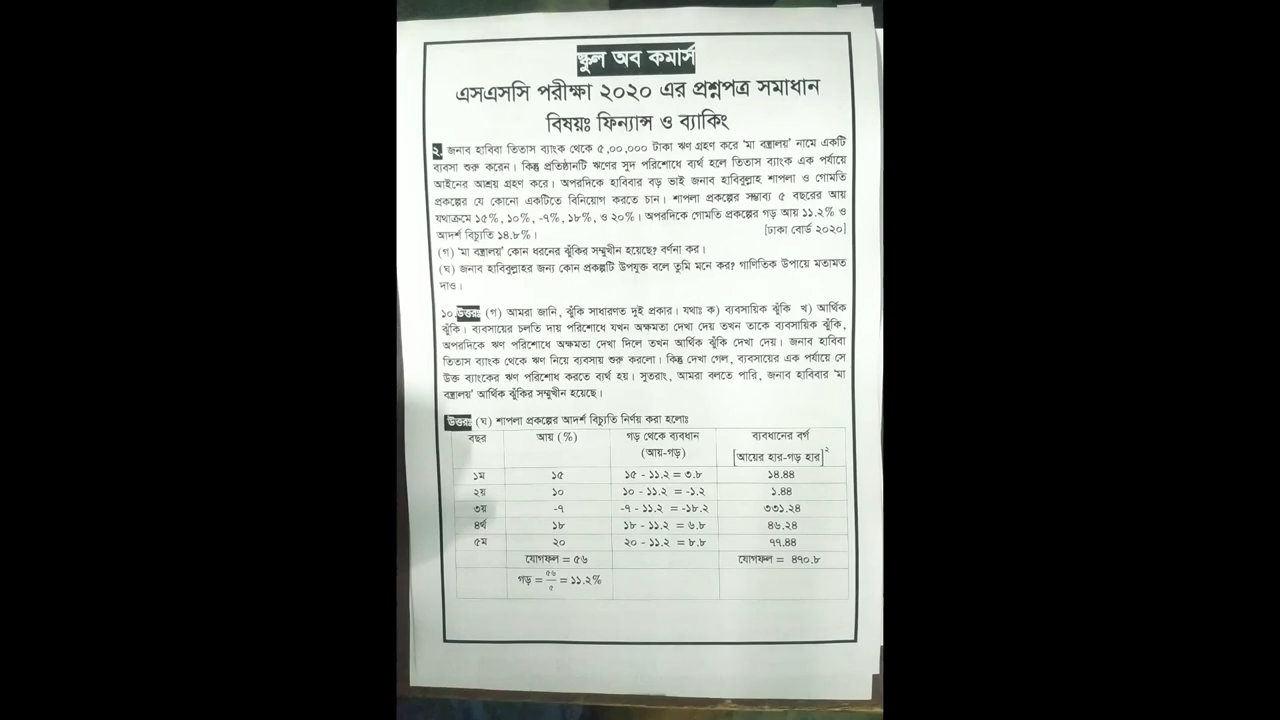 স্কুল অব কমার্স
এসএসসি পরীক্ষা ২০২০ এর প্রশ্নপত্র সমাধান
বিষয়ঃ ফিন্যান্স ও ব্যাকিং
২. জনাব হাবিবা তিতাস ব্যাংক থেকে ৫,০০,০০০ টাকা ঋণ গ্রহণ করে ‘মা বস্ত্রালয়’ নামে একটি
ব্যবসা শুরু করেন। কিন্তু প্রতিষ্ঠানটি ঋণের সুদ পরিশোধে ব্যর্থ হলে তিতাস ব্যাংক এক পর্যায়ে
আইনের আশ্রয় গ্রহণ করে। অপরদিকে হাবিবার বড় ভাই জনাব হাবিবুল্লাহ শাপলা ও গোমতি
প্রকল্পের যে কোনো একটিতে বিনিয়োগ করতে চান। শাপলা প্রকল্পের সম্ভাব্য ৫ বছরের আয়
যথাক্রমে ১৫%, ১০%, -৭%, ১৮%, ও ২০%। অপরদিকে গোমতি প্রকল্পের গড় আয় ১১.২% ও
আদর্শ বিচ্যুতি ১৪.৮%। [ঢাকা বোর্ড ২০২০]
(গ) ‘মা বস্ত্রালয়’ কোন ধরনের ঝুঁকির সম্মুখীন হয়েছে? বর্ণনা কর।
(ঘ) জনাব হাবিবুল্লাহর জন্য কোন প্রকল্পটি উপযুক্ত বলে তুমি মনে কর? গাণিতিক উপায়ে মতামত
দাও।
১০.উত্তরঃ (গ) আমরা জানি, ঝুঁকি সাধারণত দুই প্রকার। যথাঃ ক) ব্যবসায়িক ঝুঁকি খ) আর্থিক
ঝুঁকি। ব্যবসায়ের চলতি দায় পরিশোধে যখন অক্ষমতা দেখা দেয় তখন তাকে ব্যবসায়িক ঝুঁকি,
অপরদিকে ঋণ পরিশোধে অক্ষমতা দেখা দিলে তখন আর্থিক ঝুঁকি দেখা দেয়। জনাব হাবিবা
তিতাস ব্যাংক থেকে ঋণ নিয়ে ব্যবসায় শুরু করলো। কিন্তু দেখা গেল, ব্যবসায়ের এক পর্যায়ে সে
উক্ত ব্যাংকের ঋণ পরিশোধ করতে ব্যর্থ হয়। সুতরাং, আমরা বলতে পারি, জনাব হাবিবার ‘মা
বস্ত্রালয়’ আর্থিক ঝুঁকির সম্মুখীন হয়েছে।
উত্তরঃ (ঘ) শাপলা প্রকল্পের আদর্শ বিচ্যুতি নির্ণয় করা হলোঃ
বছর আয় (%) গড় থেকে ব্যবধান ব্যবধানের বর্গ
(আয়-গড়) [আয়ের হার-গড় হার]²
১ম ১৫ ১৫ - ১১.২ = ৩.৮ ১৪.৪৪
২য় ১০ ১০ - ১১.২ = -১.২ ১.৪৪
৩য় -৭ -৭ - ১১.২ = -১৮.২ ৩৩১.২৪
৪র্থ ১৮ ১৮ - ১১.২ = ৬.৮ ৪৬.২৪
৫ম ২০ ২০ - ১১.২ = ৮.৮ ৭৭.৪৪
যোগফল = ৫৬ যোগফল = ৪৭০.৮
গড় = ৫৬/৫ = ১১.২%